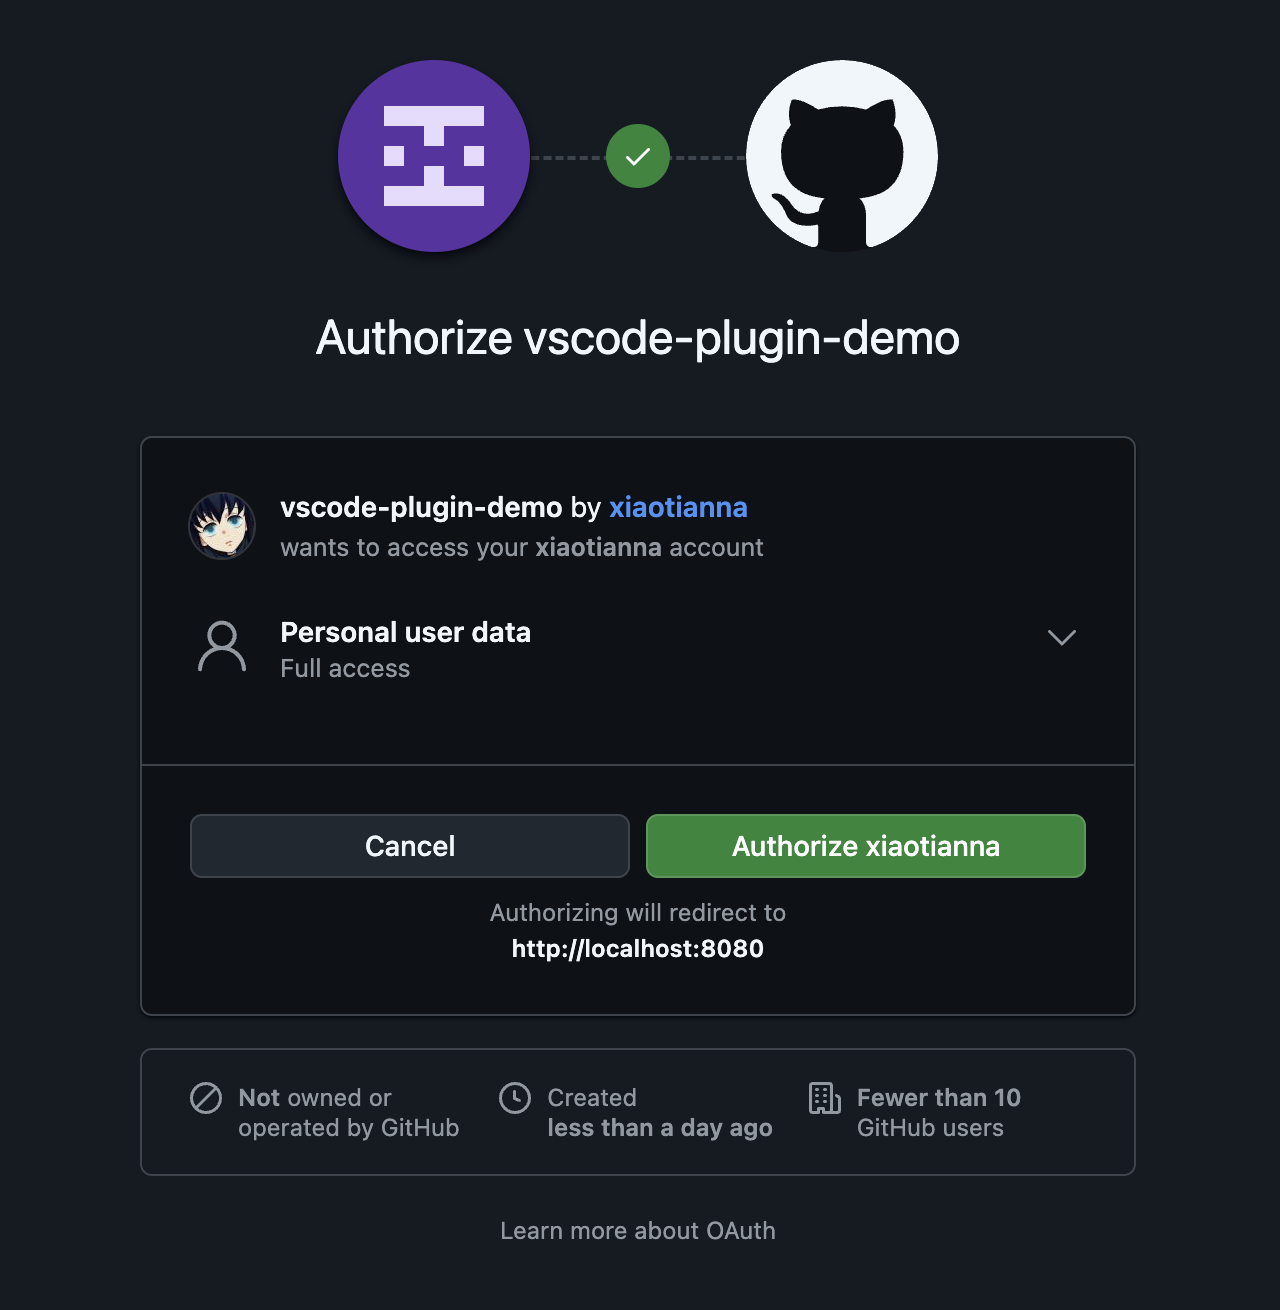 Authorize vscode-plugin-demo
vscode-plugin-demo by xiaotianna
wants to access your xiaotianna account
Personal user data
Full access
Cancel
Authorize xiaotianna
Authorizing will redirect to
http://localhost:8080
Not owned or
operated by GitHub
Created
less than a day ago
Fewer than 10
GitHub users
Learn more about OAuth